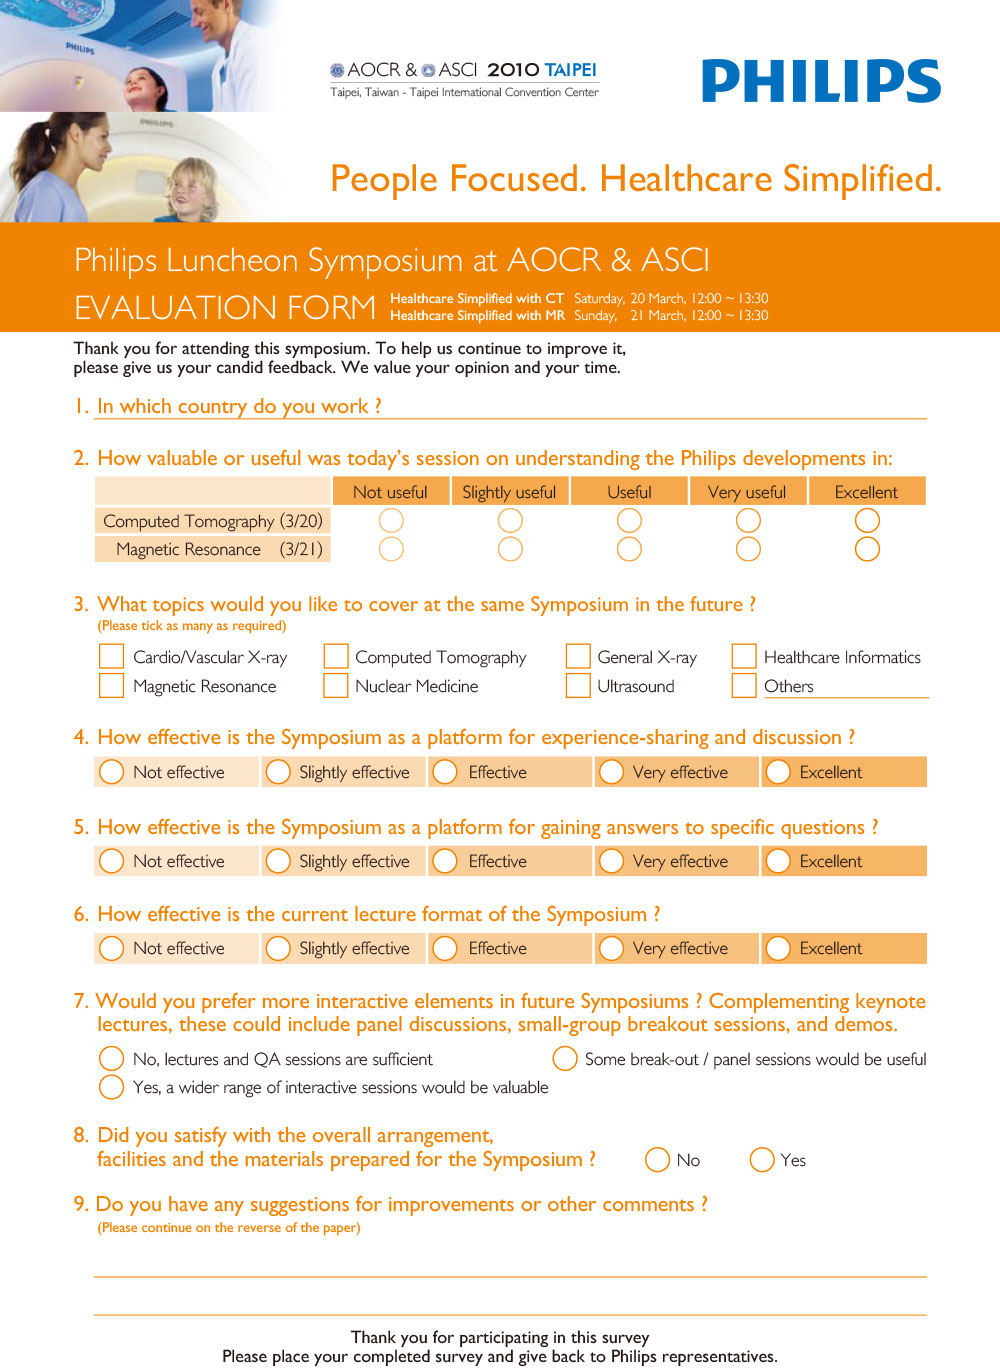 PHILIPS
PHILIPS
AOCR & ASCI 2010 TAIPEI
Taipei, Taiwan - Taipei International Convention Center
PHILIPS
People Focused. Healthcare Simplified.
Philips Luncheon Symposium at AOCR & ASCI
EVALUATION FORM
Healthcare Simplified with CT Saturday, 20 March, 12:00 ~ 13:30
Healthcare Simplified with MR Sunday, 21 March, 12:00 ~ 13:30
Thank you for attending this symposium. To help us continue to improve it,
please give us your candid feedback. We value your opinion and your time.
1. In which country do you work ?
2. How valuable or useful was today's session on understanding the Philips developments in:
Not useful Slightly useful Useful Very useful Excellent
Computed Tomography (3/20)
Magnetic Resonance (3/21)
3. What topics would you like to cover at the same Symposium in the future ?
(Please tick as many as required)
Cardio/Vascular X-ray Computed Tomography General X-ray Healthcare Informatics
Magnetic Resonance Nuclear Medicine Ultrasound Others
4. How effective is the Symposium as a platform for experience-sharing and discussion ?
Not effective Slightly effective Effective Very effective Excellent
5. How effective is the Symposium as a platform for gaining answers to specific questions ?
Not effective Slightly effective Effective Very effective Excellent
6. How effective is the current lecture format of the Symposium ?
Not effective Slightly effective Effective Very effective Excellent
7. Would you prefer more interactive elements in future Symposiums ? Complementing keynote
lectures, these could include panel discussions, small-group breakout sessions, and demos.
No, lectures and QA sessions are sufficient Some break-out / panel sessions would be useful
Yes, a wider range of interactive sessions would be valuable
8. Did you satisfy with the overall arrangement,
facilities and the materials prepared for the Symposium ? No Yes
9. Do you have any suggestions for improvements or other comments ?
(Please continue on the reverse of the paper)
Thank you for participating in this survey
Please place your completed survey and give back to Philips representatives.